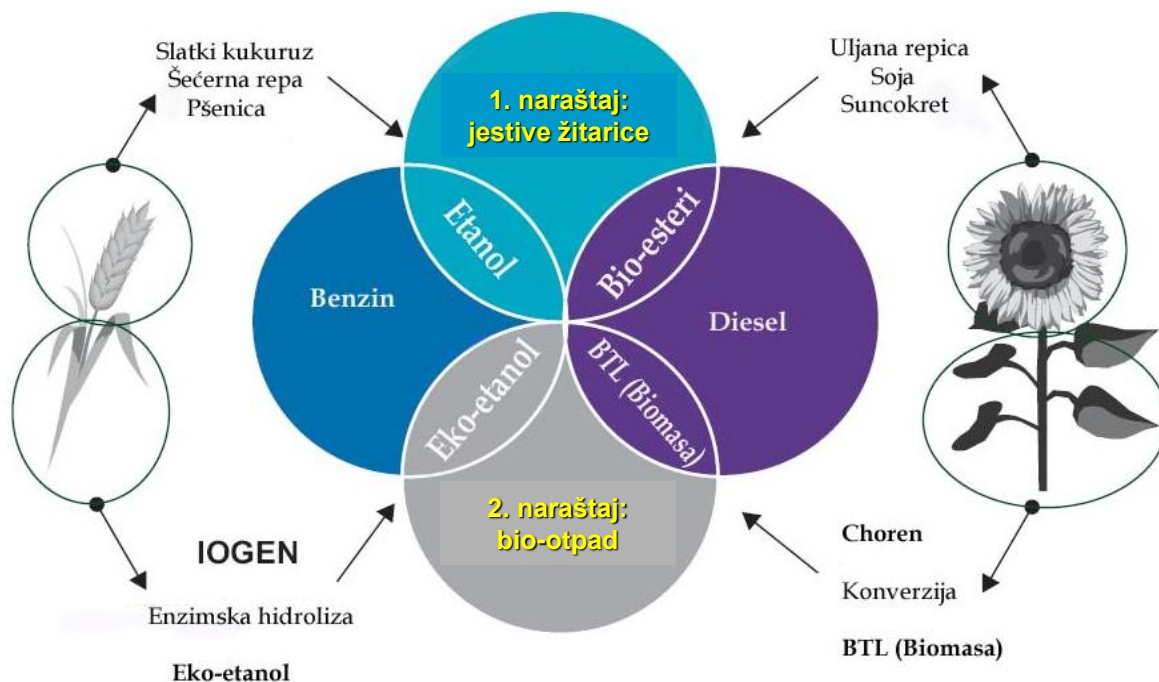 Slatki kukuruz
Šećerna repa
Pšenica
1. naraštaj:
jestive žitarice
Uljana repica
Soja
Suncokret
Etanol
Bio-esteri
Benzin
Diesel
Eko-etanol
BTL (Biomasa)
2. naraštaj:
bio-otpad
IOGEN
Enzimska hidroliza
Eko-etanol
Choren
Konverzija
BTL (Biomasa)